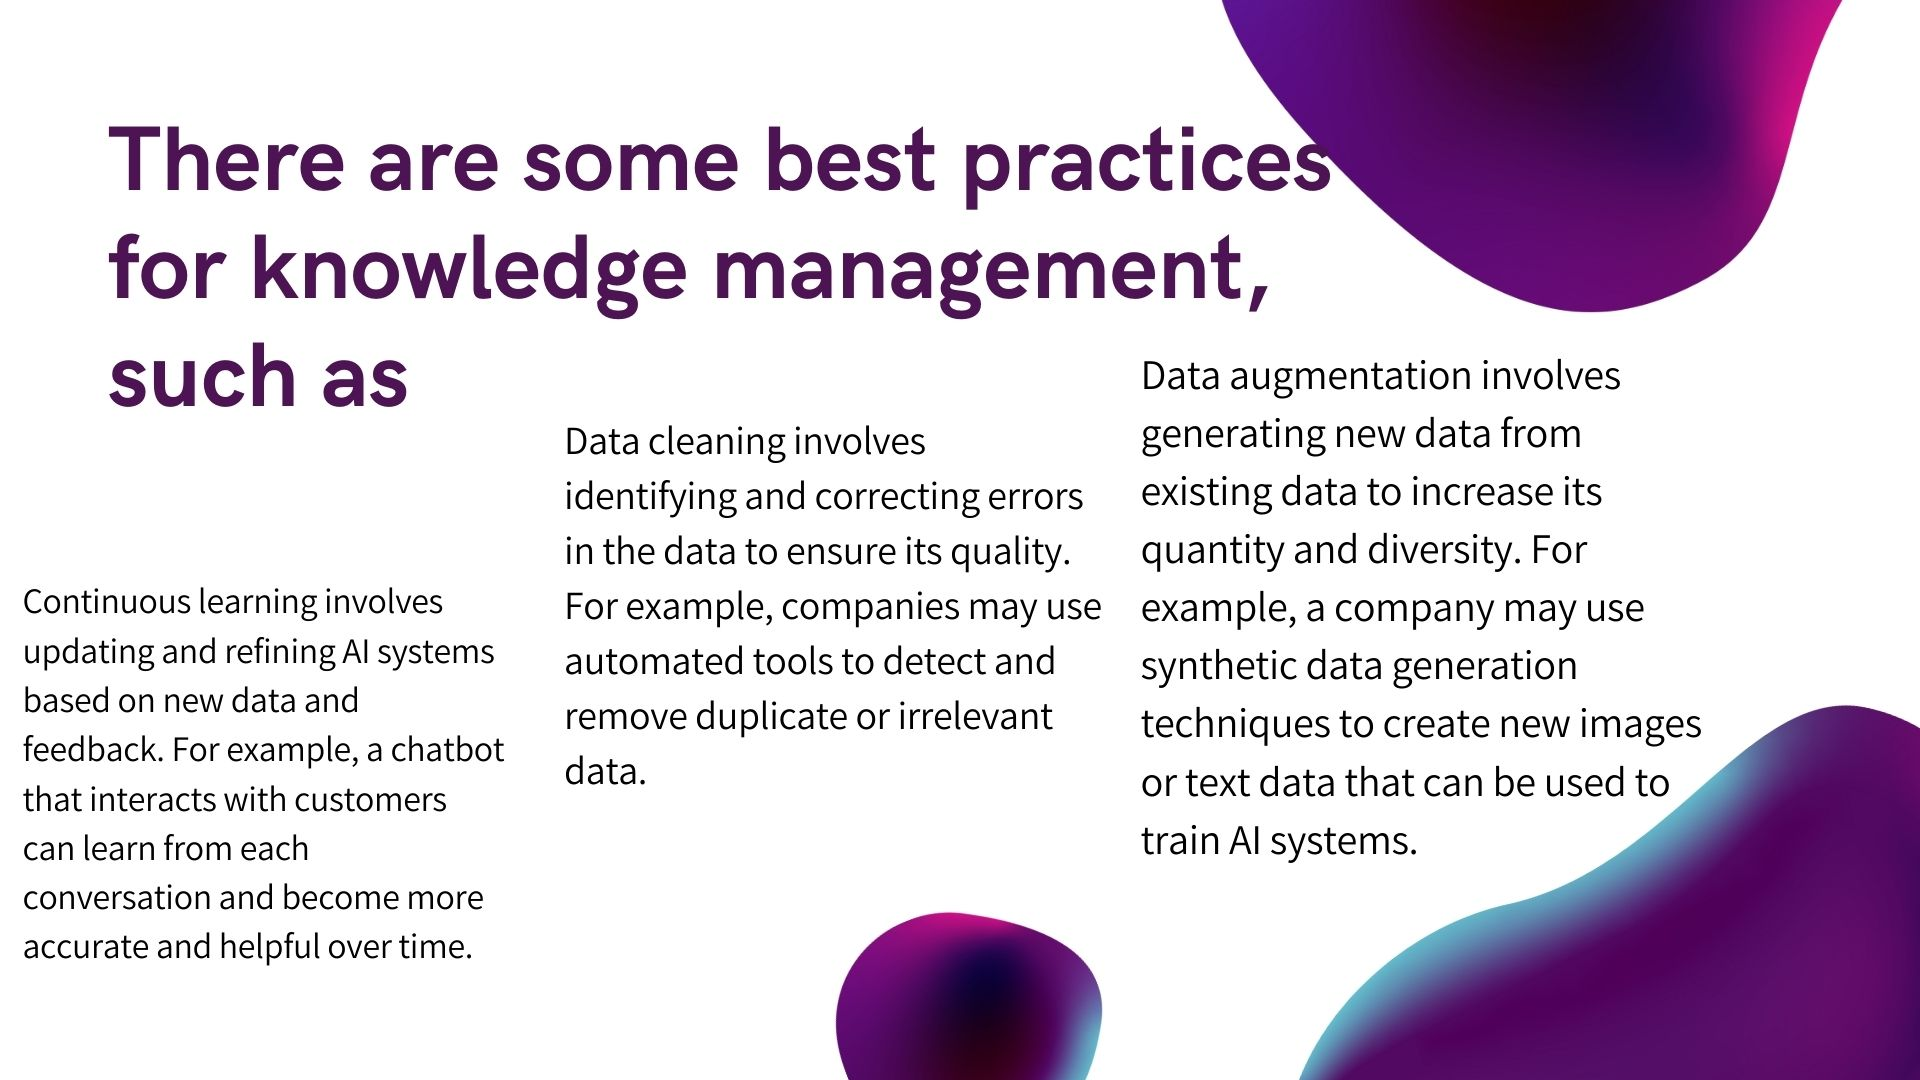 There are some best practices
for knowledge management,
such as
Continuous learning involves
updating and refining AI systems
based on new data and
feedback. For example, a chatbot
that interacts with customers
can learn from each
conversation and become more
accurate and helpful over time.
Data cleaning involves
identifying and correcting errors
in the data to ensure its quality.
For example, companies may use
automated tools to detect and
remove duplicate or irrelevant
data.
Data augmentation involves
generating new data from
existing data to increase its
quantity and diversity. For
example, a company may use
synthetic data generation
techniques to create new images
or text data that can be used to
train AI systems.